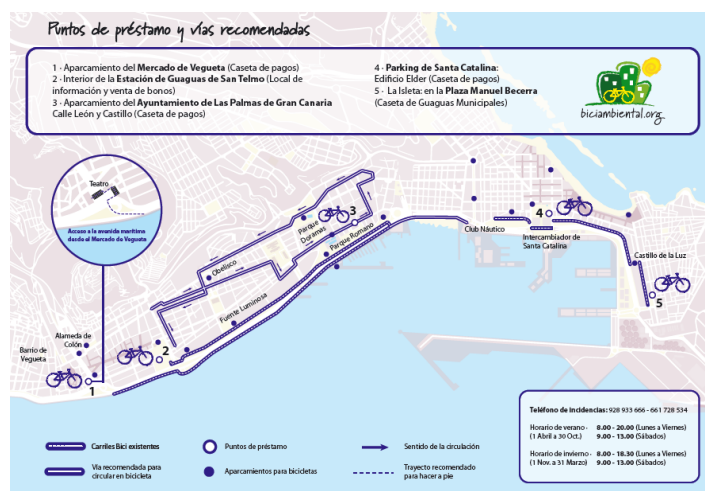 Puntos de préstamo y vías recomendadas
1 · Aparcamiento del Mercado de Vegueta (Caseta de pagos)
2 · Interior de la Estación de Guaguas de San Telmo (Local de
información y venta de bonos)
3 · Aparcamiento del Ayuntamiento de Las Palmas de Gran Canaria
Calle León y Castillo (Caseta de pagos)
4 · Parking de Santa Catalina:
Edificio Elder (Caseta de pagos)
5 · La Isleta: en la Plaza Manuel Becerra
(Caseta de Guaguas Municipales)
biciambiental.org
Teatro
Acceso a la avenida marítima
desde el Mercado de Vegueta
Parque
Doramas
3
Parque Romano
Obelisco
Fuente Luminosa
Club Náutico
4
Intercambiador de
Santa Catalina
Castillo de la Luz
5
Alameda de
Colón
Barrio de
Vegueta
2
1
Teléfono de incidencias: 928 933 666 - 661 728 534
Horario de verano - 8.00 - 20.00 (Lunes a Viernes)
(1 Abril a 30 Oct.) 9.00 - 13.00 (Sábados)
Horario de invierno - 8.00 - 18.30 (Lunes a Viernes)
(1 Nov. a 31 Marzo) 9.00 - 13.00 (Sábados)
Carriles Bici existentes
Puntos de préstamo
Sentido de la circulación
Vía recomendada para
circular en bicicleta
Aparcamientos para bicicletas
Trayecto recomendado
para hacer a pie